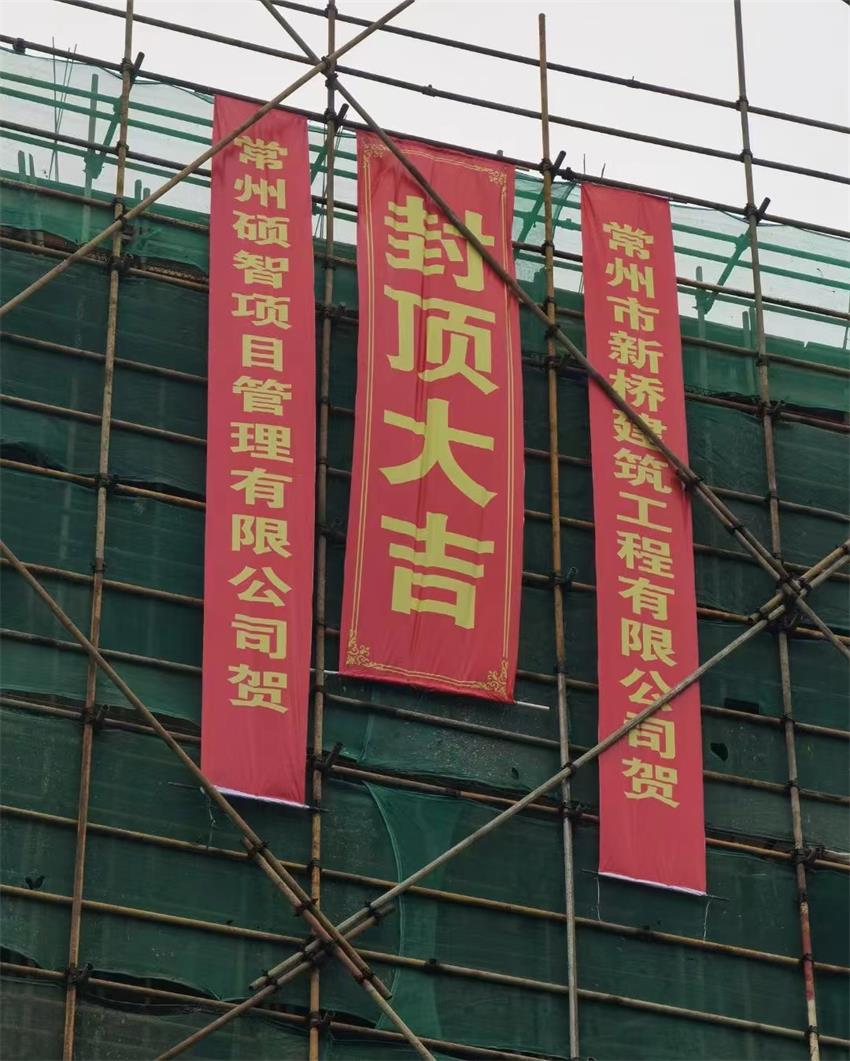 常州硕智项目管理有限公司贺
封顶大吉
常州市新桥建筑工程有限公司贺